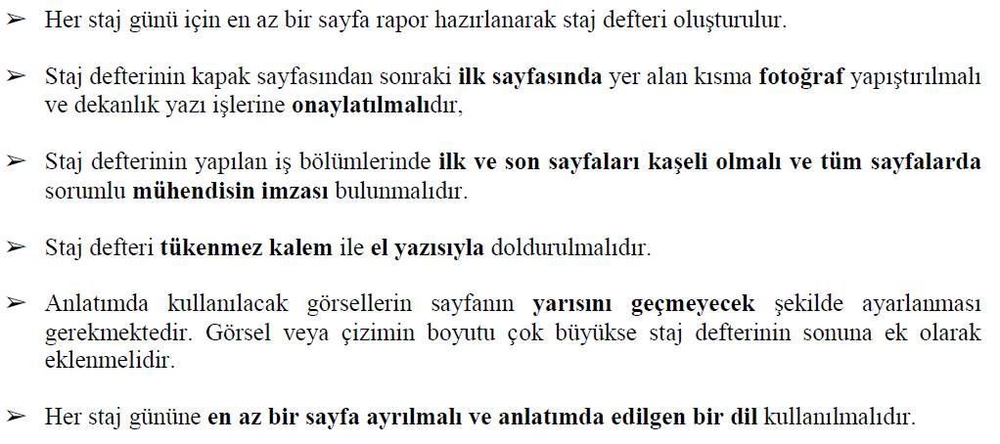 ➢ Her staj günü için en az bir sayfa rapor hazırlanarak staj defteri oluşturulur.
➢ Staj defterinin kapak sayfasından sonraki ilk sayfasında yer alan kısma fotoğraf yapıştırılmalı
ve dekanlık yazı işlerine onaylatılmalıdır,
➢ Staj defterinin yapılan iş bölümlerinde ilk ve son sayfaları kaşeli olmalı ve tüm sayfalarda
sorumlu mühendisin imzası bulunmalıdır.
➢ Staj defteri tükenmez kalem ile el yazısıyla doldurulmalıdır.
➢ Anlatımda kullanılacak görsellerin sayfanın yarısını geçmeyecek şekilde ayarlanması
gerekmektedir. Görsel veya çizimin boyutu çok büyükse staj defterinin sonuna ek olarak
eklenmelidir.
➢ Her staj gününe en az bir sayfa ayrılmalı ve anlatımda edilgen bir dil kullanılmalıdır.